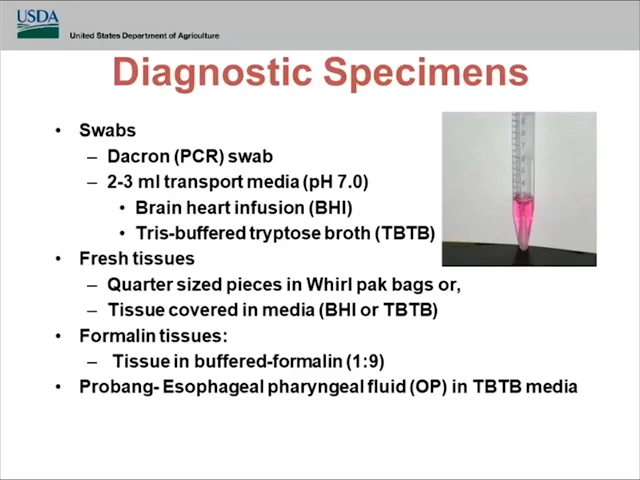 USDA
United States Department of Agriculture
Diagnostic Specimens
• Swabs
– Dacron (PCR) swab
– 2-3 ml transport media (pH 7.0)
• Brain heart infusion (BHI)
• Tris-buffered tryptose broth (TBTB)
• Fresh tissues
– Quarter sized pieces in Whirl pak bags or,
– Tissue covered in media (BHI or TBTB)
• Formalin tissues:
– Tissue in buffered-formalin (1:9)
• Probang- Esophageal pharyngeal fluid (OP) in TBTB media